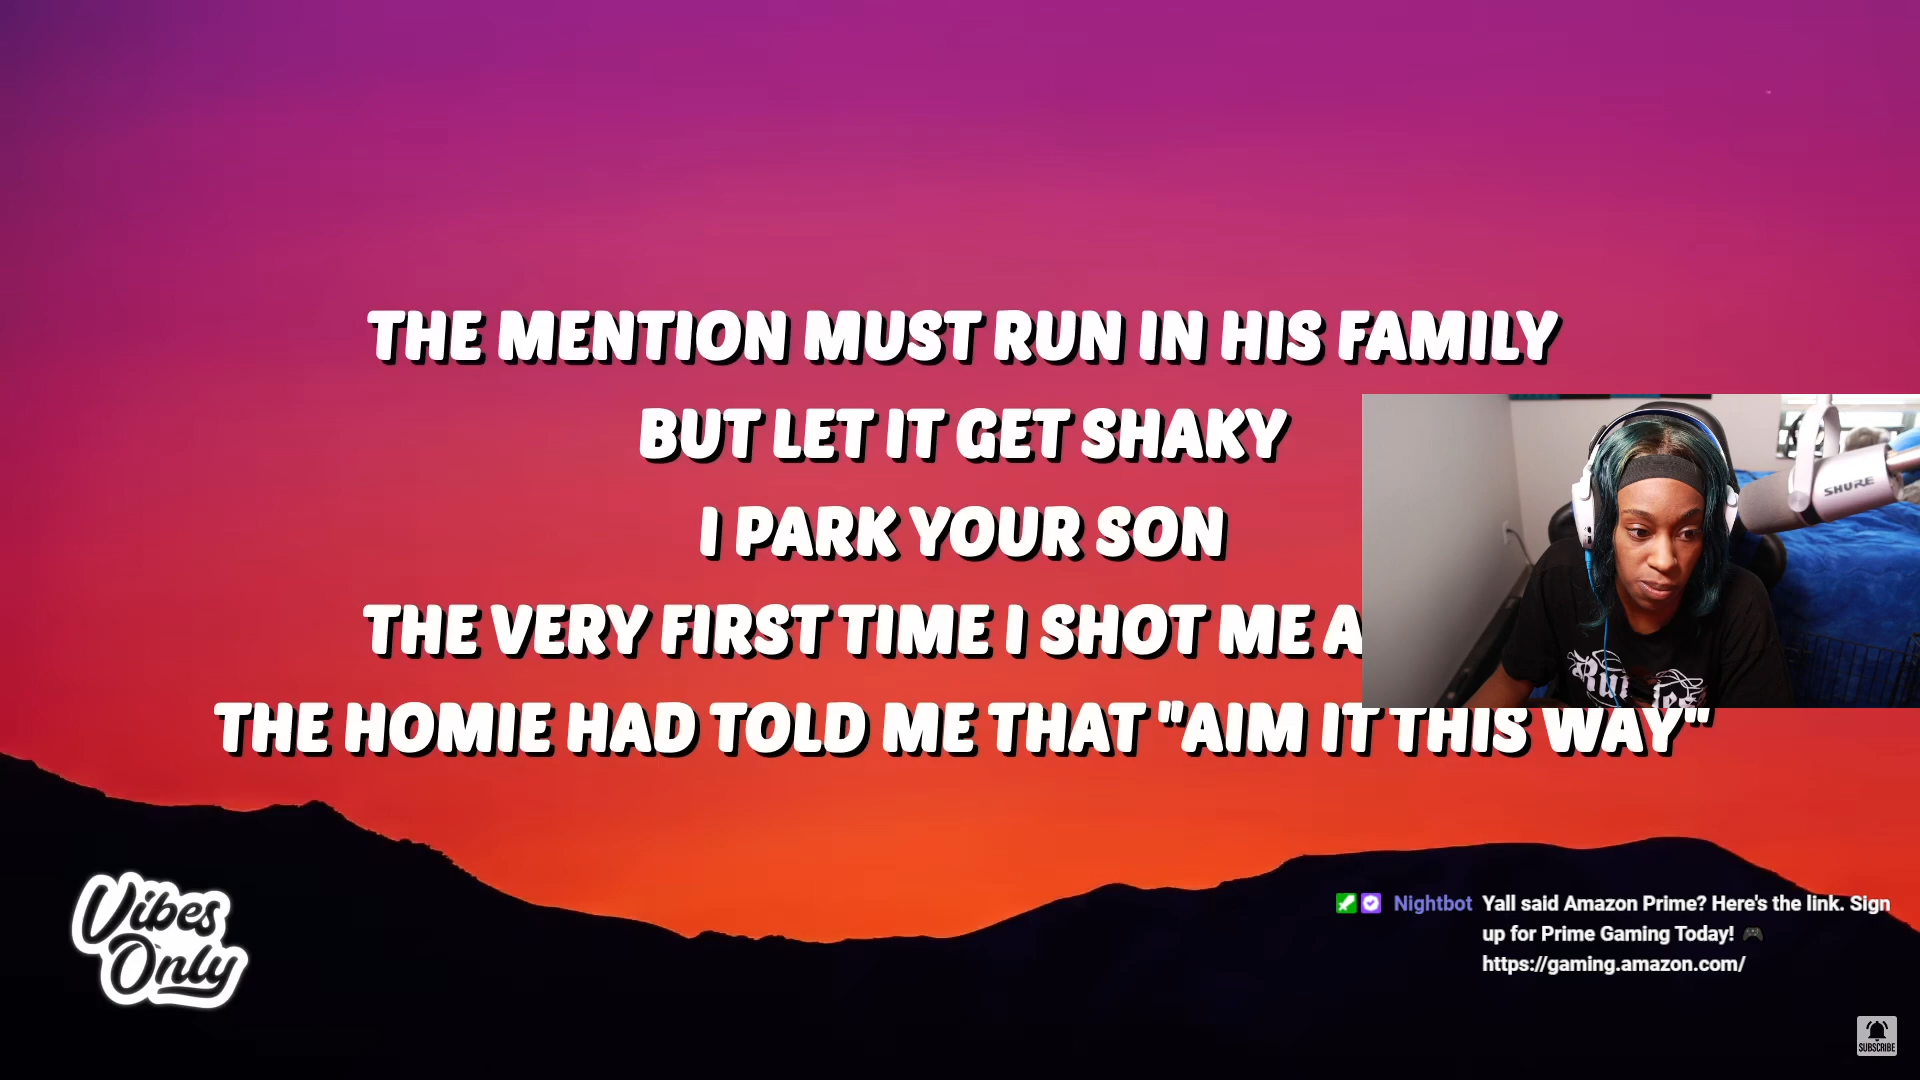 THE MENTION MUST RUN IN HIS FAMILY
BUT LET IT GET SHAKY
I PARK YOUR SON
THE VERY FIRST TIME I SHOT ME A
THE HOMIE HAD TOLD ME THAT "AIM IT THIS WAY"
SHURE
Vibes
Only
Nightbot Yall said Amazon Prime? Here's the link. Sign
up for Prime Gaming Today! 🎮
https://gaming.amazon.com/
SUBSCRIBE